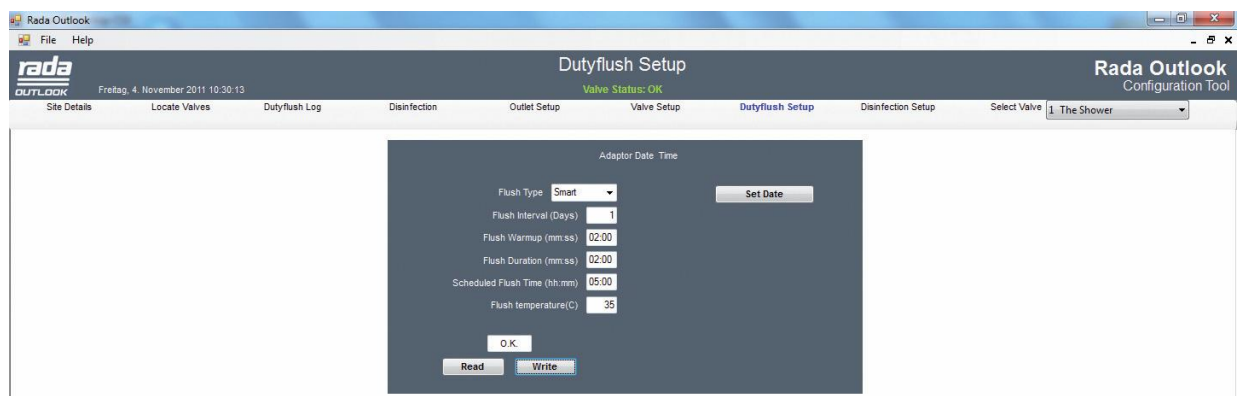 Rada Outlook
File Help
rada
OUTLOOK
Freitag, 4. November 2011 10:30:13
Dutyflush Setup
Valve Status: OK
Rada Outlook
Configuration Tool
Site Details Locate Valves Dutyflush Log Disinfection Outlet Setup Valve Setup Dutyflush Setup Disinfection Setup Select Valve 1 The Shower
Adaptor Date Time
Flush Type Smart Set Date
Flush Interval (Days) 1
Flush Warmup (mm:ss) 02:00
Flush Duration (mm:ss) 02:00
Scheduled Flush Time (hh:mm) 05:00
Flush temperature(C) 35
O.K.
Read Write